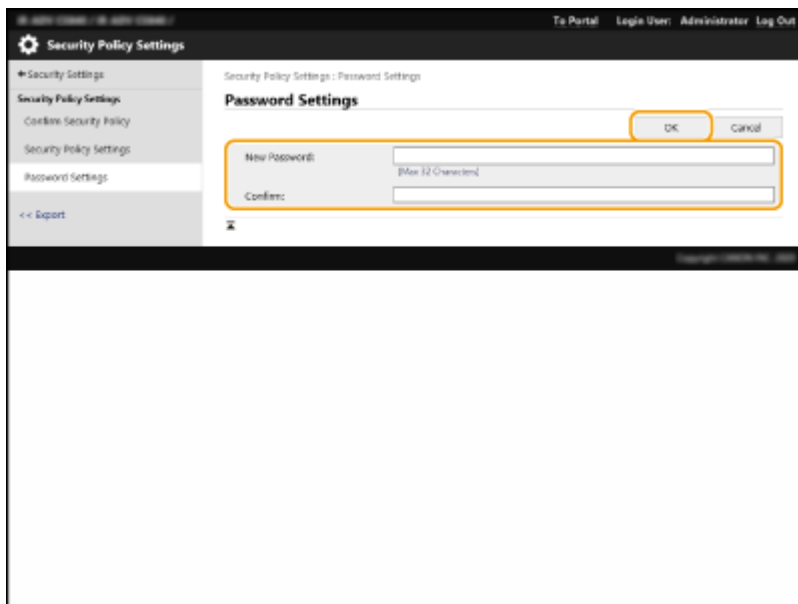 To Portal Login User: Administrator Log Out
Security Policy Settings
Security Settings
Security Policy Settings : Password Settings
Security Policy Settings
Password Settings
Confirm Security Policy
OK Cancel
Security Policy Settings
New Password:
[Max 32 Characters]
Password Settings
Confirm:
<< Export